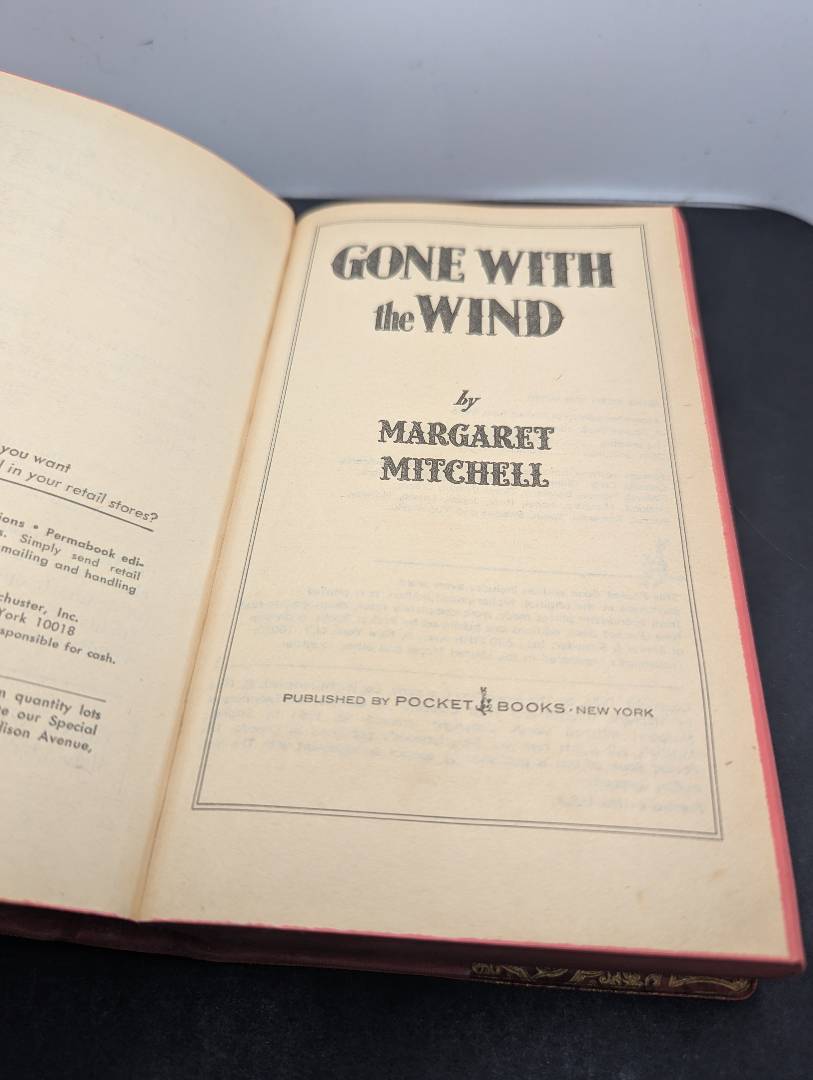 you want
in your retail stores?
ions • Permabook edi-
s. Simply send retail
mailing and handling
chuster, Inc.
York 10018
sponsible for cash.
n quantity lots
e our Special
dison Avenue,
GONE WITH
the WIND
by
MARGARET
MITCHELL
PUBLISHED BY POCKET BOOKS • NEW YORK